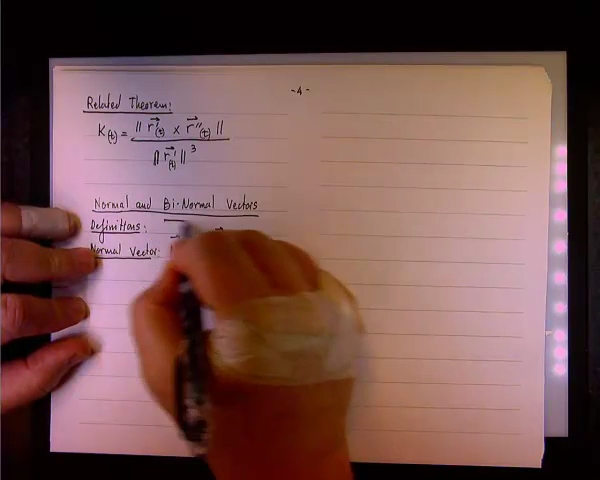 -4-
Related Theorem:
K(t) = ‖ r⃗'(t) × r⃗''(t) ‖
‖ r⃗'(t) ‖³
Normal and Bi-Normal Vectors
Definitions:
Normal Vector: